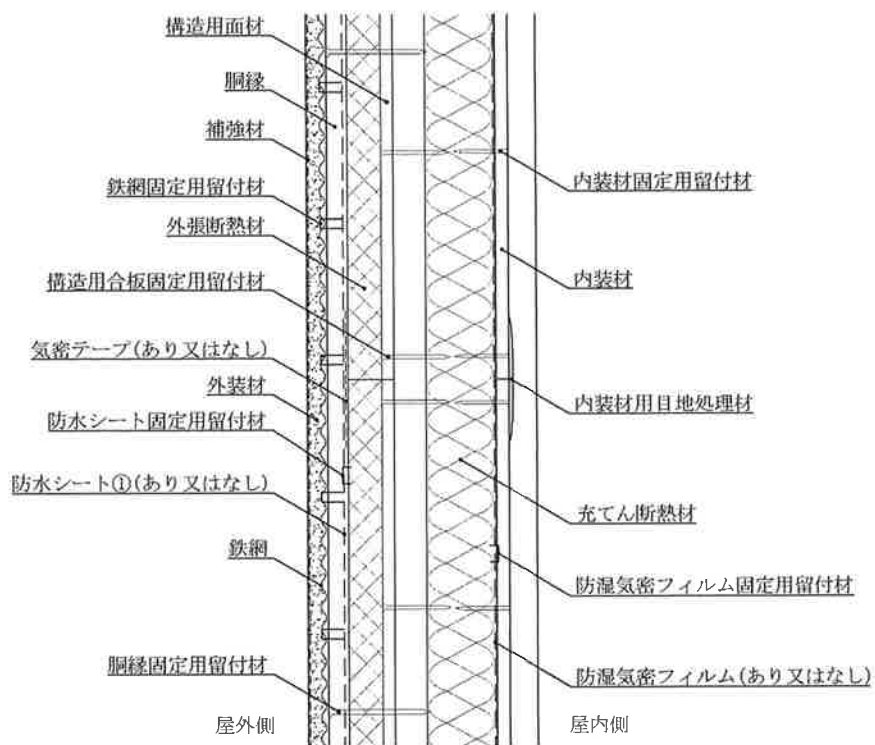 構造用面材
胴縁
補強材
鉄網固定用留付材
外張断熱材
構造用合板固定用留付材
気密テープ(あり又はなし)
外装材
防水シート固定用留付材
防水シート①(あり又はなし)
鉄網
胴縁固定用留付材
屋外側
内装材固定用留付材
内装材
内装材用目地処理材
充てん断熱材
防湿気密フィルム固定用留付材
防湿気密フィルム(あり又はなし)
屋内側